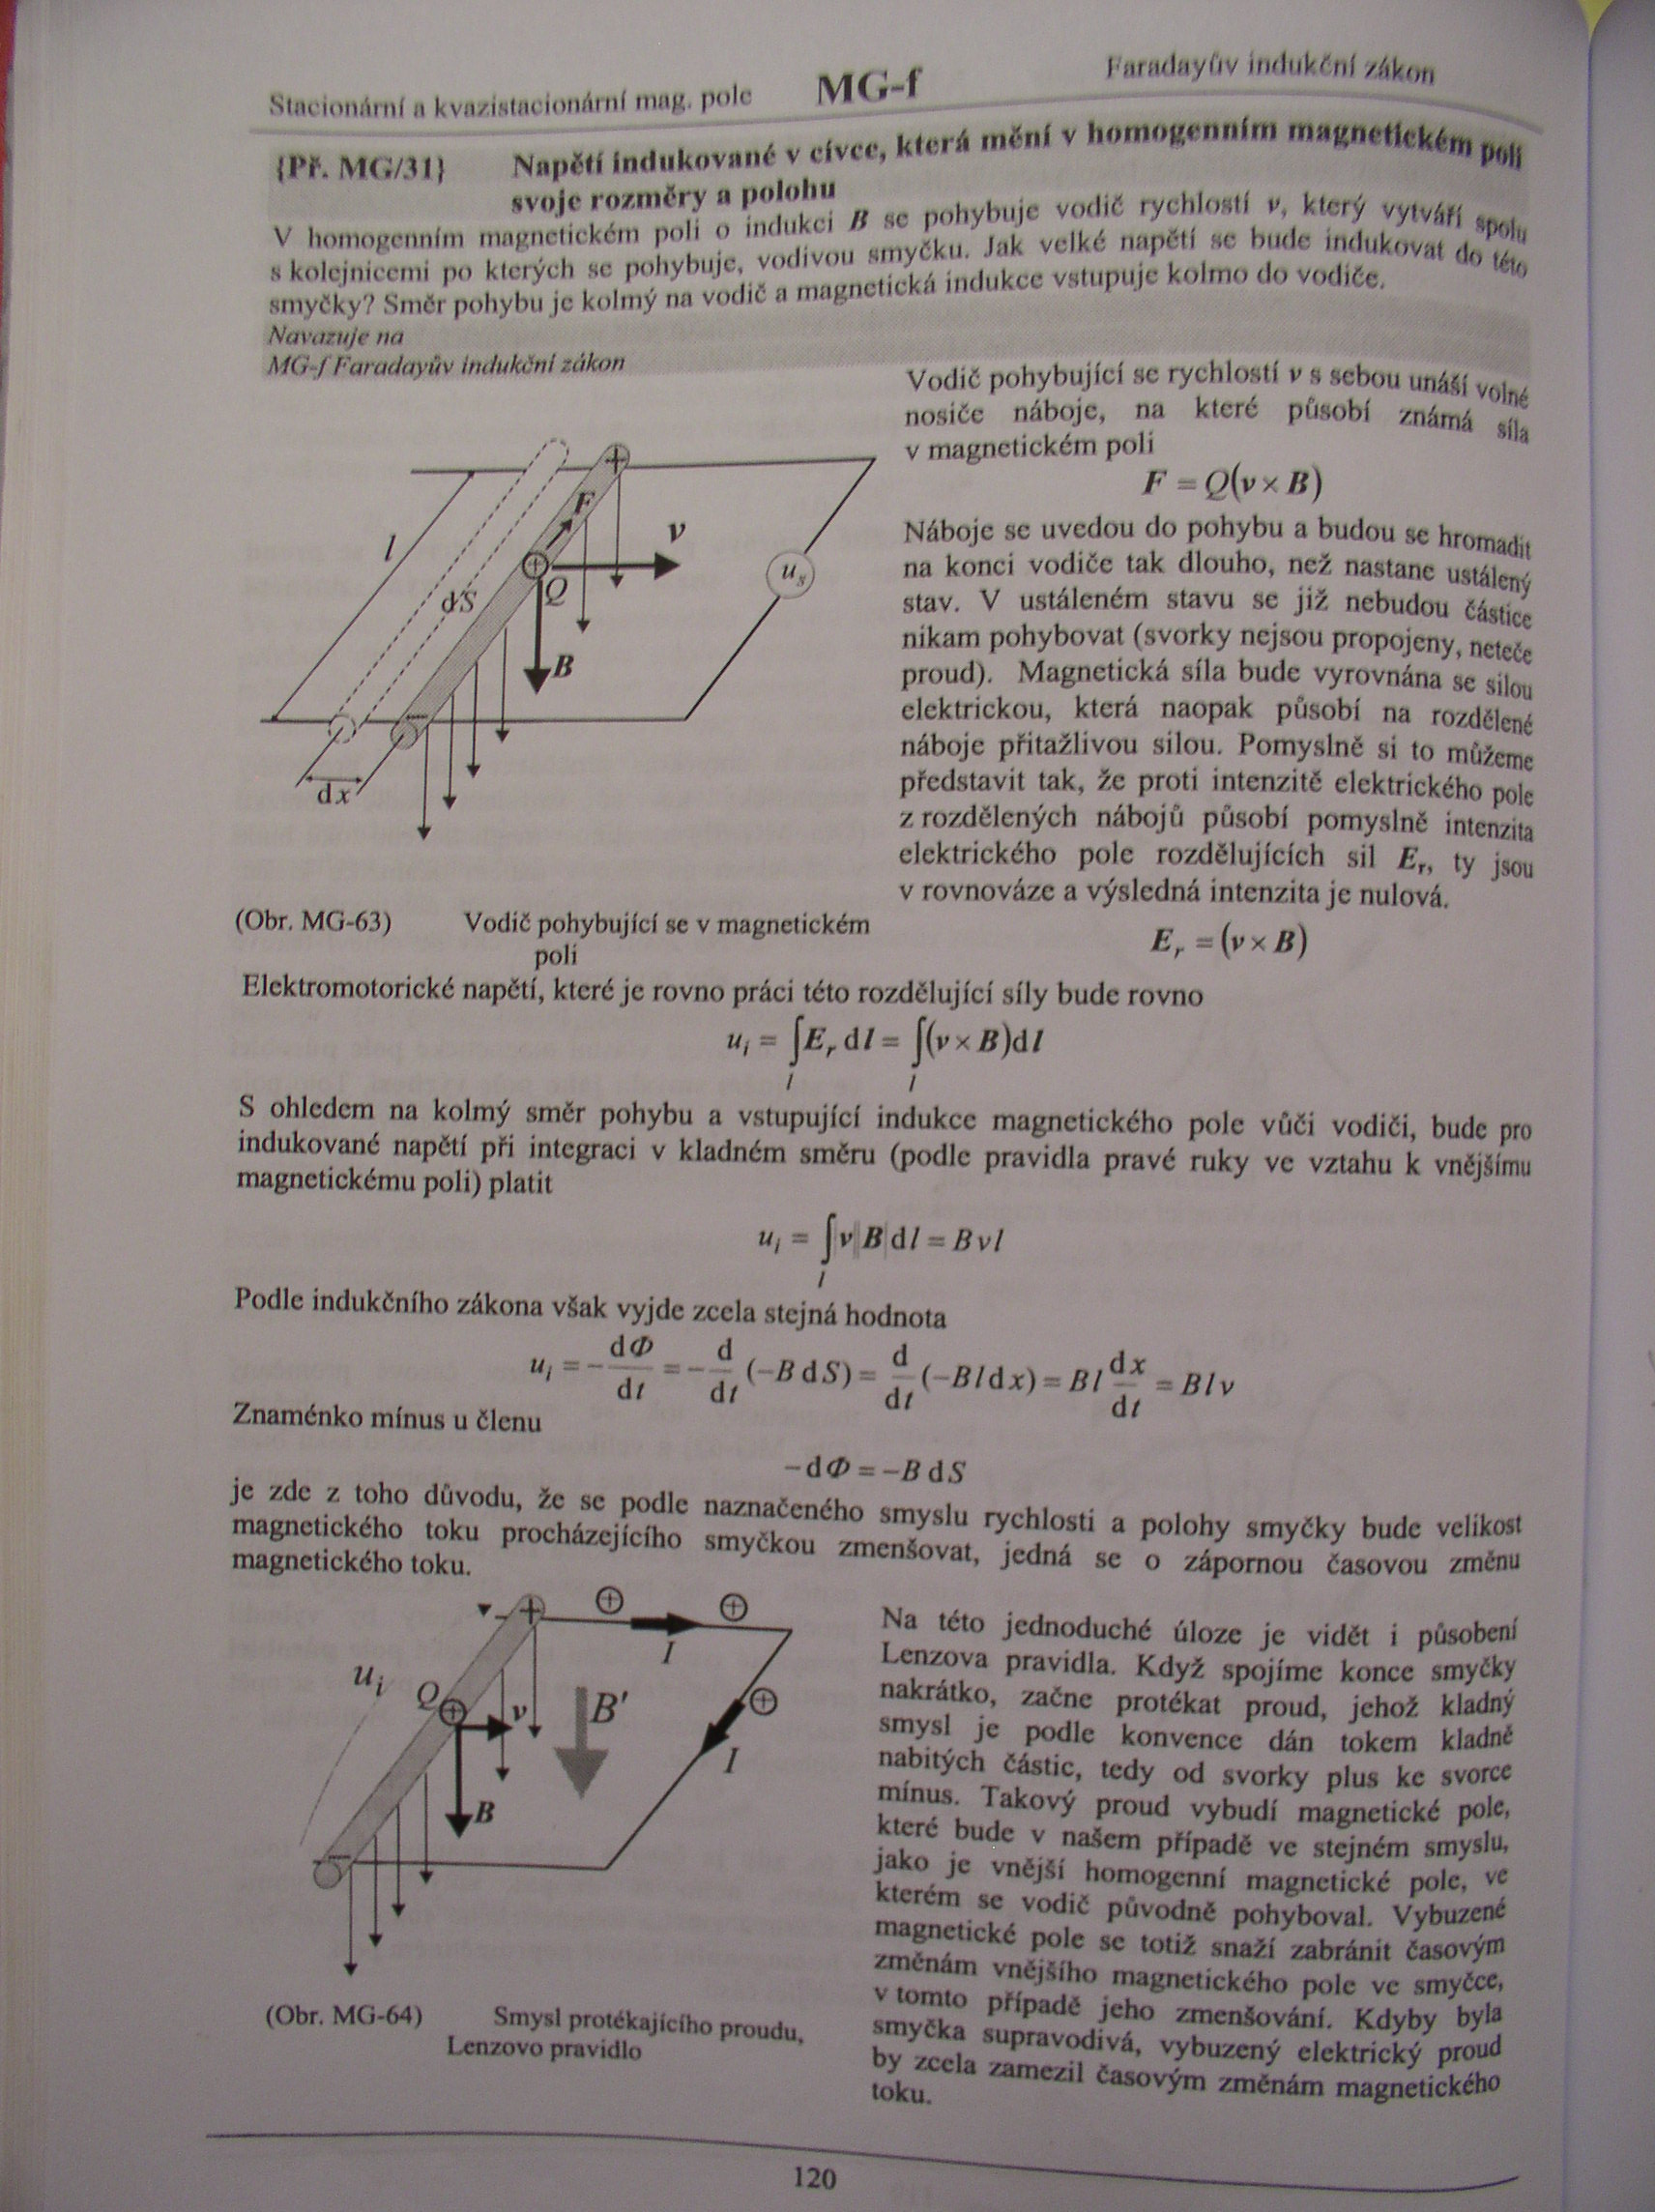 Stacionární a kvazistacionární mag. pole MG-f Faradayův indukční zákon
{Př. MG/31} Napětí indukované v cívce, která mění v homogenním magnetickém poli
svoje rozměry a polohu
V homogenním magnetickém poli o indukci B se pohybuje vodič rychlostí v, který vytváří spolu
s kolejnicemi po kterých se pohybuje, vodivou smyčku. Jak velké napětí se bude indukovat do této
smyčky? Směr pohybu je kolmý na vodič a magnetická indukce vstupuje kolmo do vodiče.
Navazuje na
MG-f Faradayův indukční zákon
+
F
l
v
Q
dS
u_s
B
−
dx
(Obr. MG-63) Vodič pohybující se v magnetickém
poli
Vodič pohybující se rychlostí v s sebou unáší volné
nosiče náboje, na které působí známá síla
v magnetickém poli
F = Q(v × B)
Náboje se uvedou do pohybu a budou se hromadit
na konci vodiče tak dlouho, než nastane ustálený
stav. V ustáleném stavu se již nebudou částice
nikam pohybovat (svorky nejsou propojeny, neteče
proud). Magnetická síla bude vyrovnána se silou
elektrickou, která naopak působí na rozdělené
náboje přitažlivou silou. Pomyslně si to můžeme
představit tak, že proti intenzitě elektrického pole
z rozdělených nábojů působí pomyslně intenzita
elektrického pole rozdělujících sil E_r, ty jsou
v rovnováze a výsledná intenzita je nulová.
E_r = (v × B)
Elektromotorické napětí, které je rovno práci této rozdělující síly bude rovno
u_i = ∫_l E_r dl = ∫_l (v × B)dl
S ohledem na kolmý směr pohybu a vstupující indukce magnetického pole vůči vodiči, bude pro
indukované napětí při integraci v kladném směru (podle pravidla pravé ruky ve vztahu k vnějšímu
magnetickému poli) platit
u_i = ∫_l |v||B|dl = Bvl
Podle indukčního zákona však vyjde zcela stejná hodnota
u_i = −dΦ/dt = −d/dt (−B dS) = d/dt (−Bl dx) = Bl dx/dt = Blv
Znaménko mínus u členu
−dΦ = −B dS
je zde z toho důvodu, že se podle naznačeného smyslu rychlosti a polohy smyčky bude velikost
magnetického toku procházejícího smyčkou zmenšovat, jedná se o zápornou časovou změnu
magnetického toku.
+
I
u_i
Q
v
B'
I
B
−
(Obr. MG-64) Smysl protékajícího proudu,
Lenzovo pravidlo
Na této jednoduché úloze je vidět i působení
Lenzova pravidla. Když spojíme konce smyčky
nakrátko, začne protékat proud, jehož kladný
smysl je podle konvence dán tokem kladně
nabitých částic, tedy od svorky plus ke svorce
mínus. Takový proud vybudí magnetické pole,
které bude v našem případě ve stejném smyslu,
jako je vnější homogenní magnetické pole, ve
kterém se vodič původně pohyboval. Vybuzené
magnetické pole se totiž snaží zabránit časovým
změnám vnějšího magnetického pole ve smyčce,
v tomto případě jeho zmenšování. Kdyby byla
smyčka supravodivá, vybuzený elektrický proud
by zcela zamezil časovým změnám magnetického
toku.
120